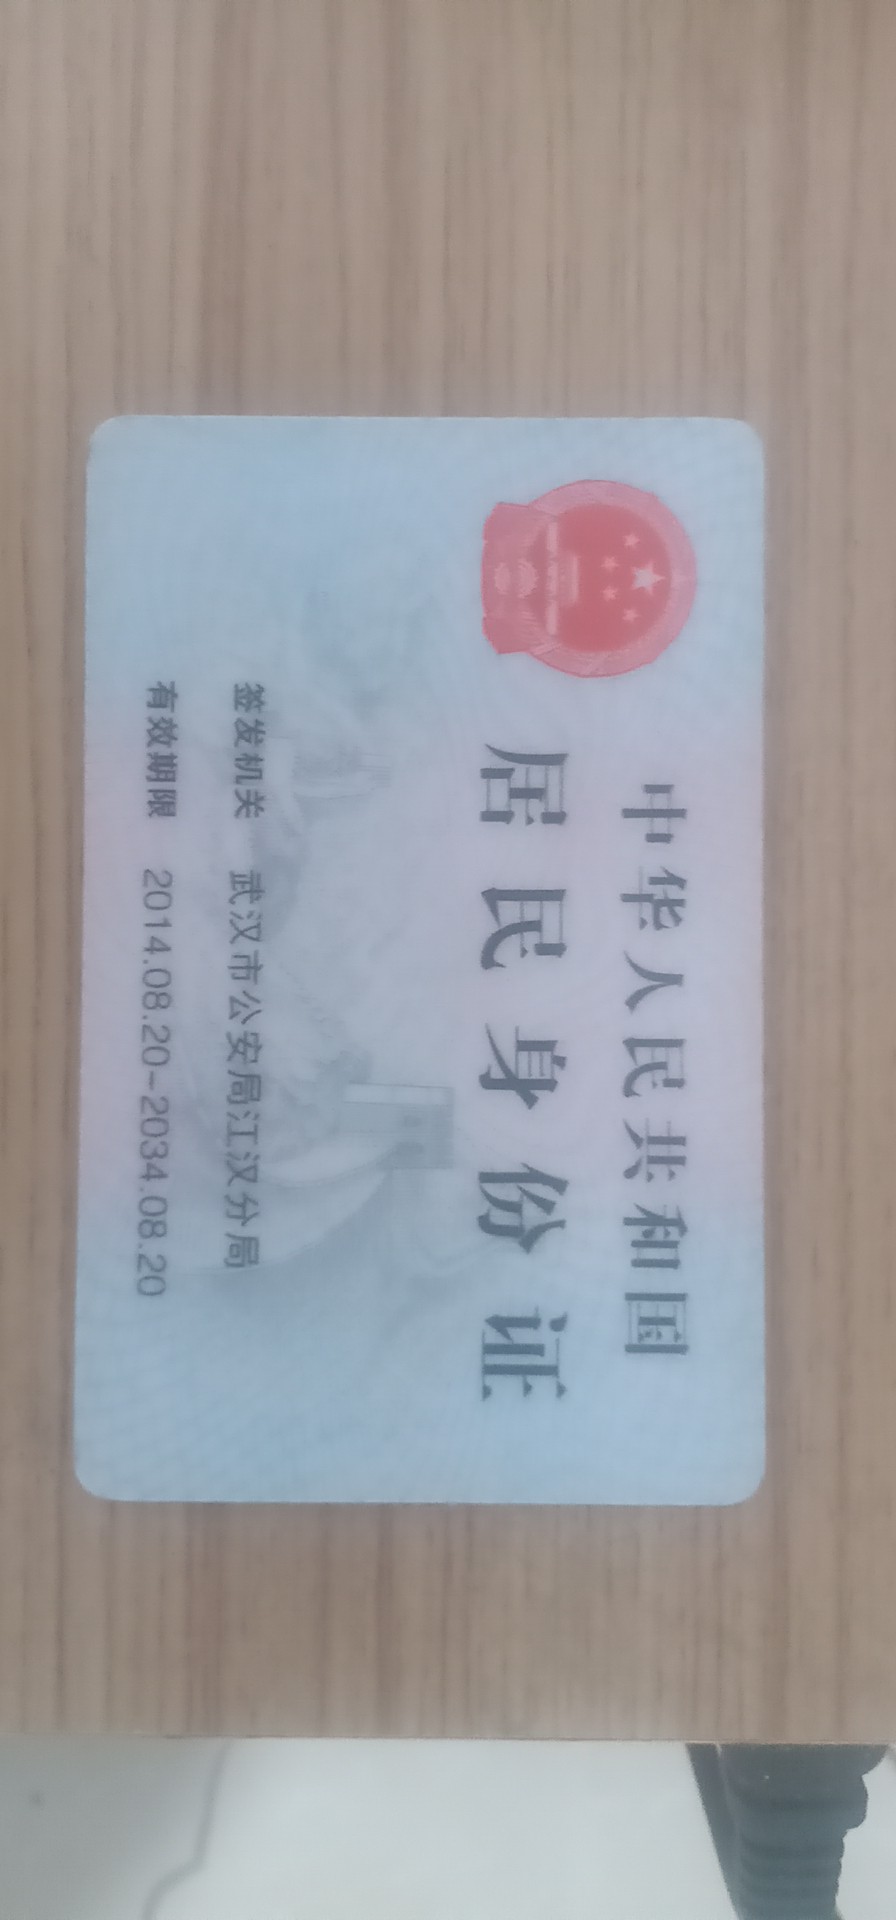 中华人民共和国
居民身份证
签发机关 武汉市公安局江汉分局
有效期限 2014.08.20-2034.08.20